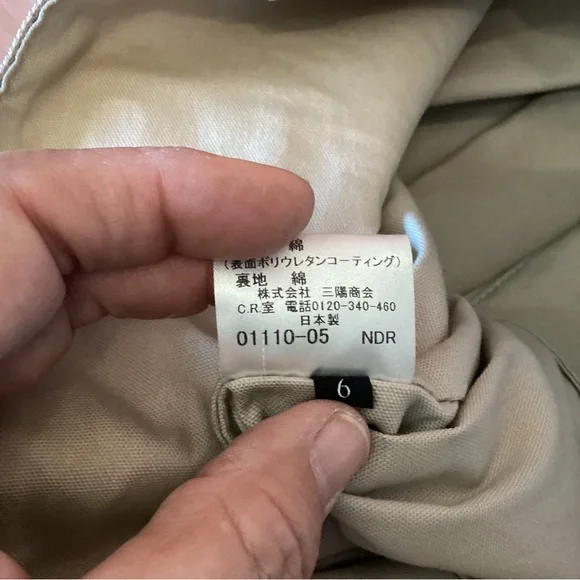 綿
(表面ポリウレタンコーティング)
裏地 綿
株式会社 三陽商会
C.R.室 電話0120-340-460
日本製
01110-05 NDR
6